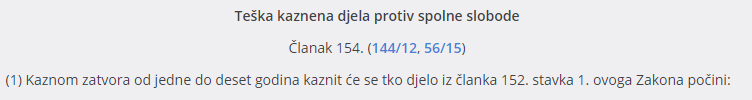 Teška kaznena djela protiv spolne slobode
Članak 154. (144/12, 56/15)
(1) Kaznom zatvora od jedne do deset godina kaznit će se tko djelo iz članka 152. stavka 1. ovoga Zakona počini: